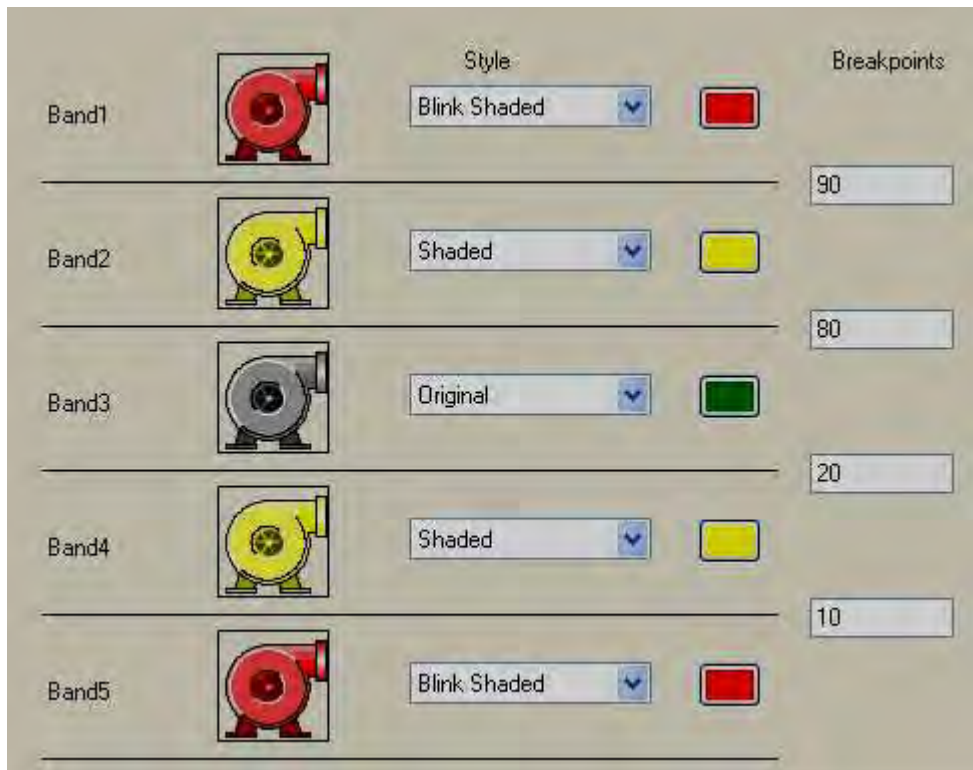 Style
Breakpoints
Band1
Blink Shaded
90
Band2
Shaded
80
Band3
Original
20
Band4
Shaded
10
Band5
Blink Shaded